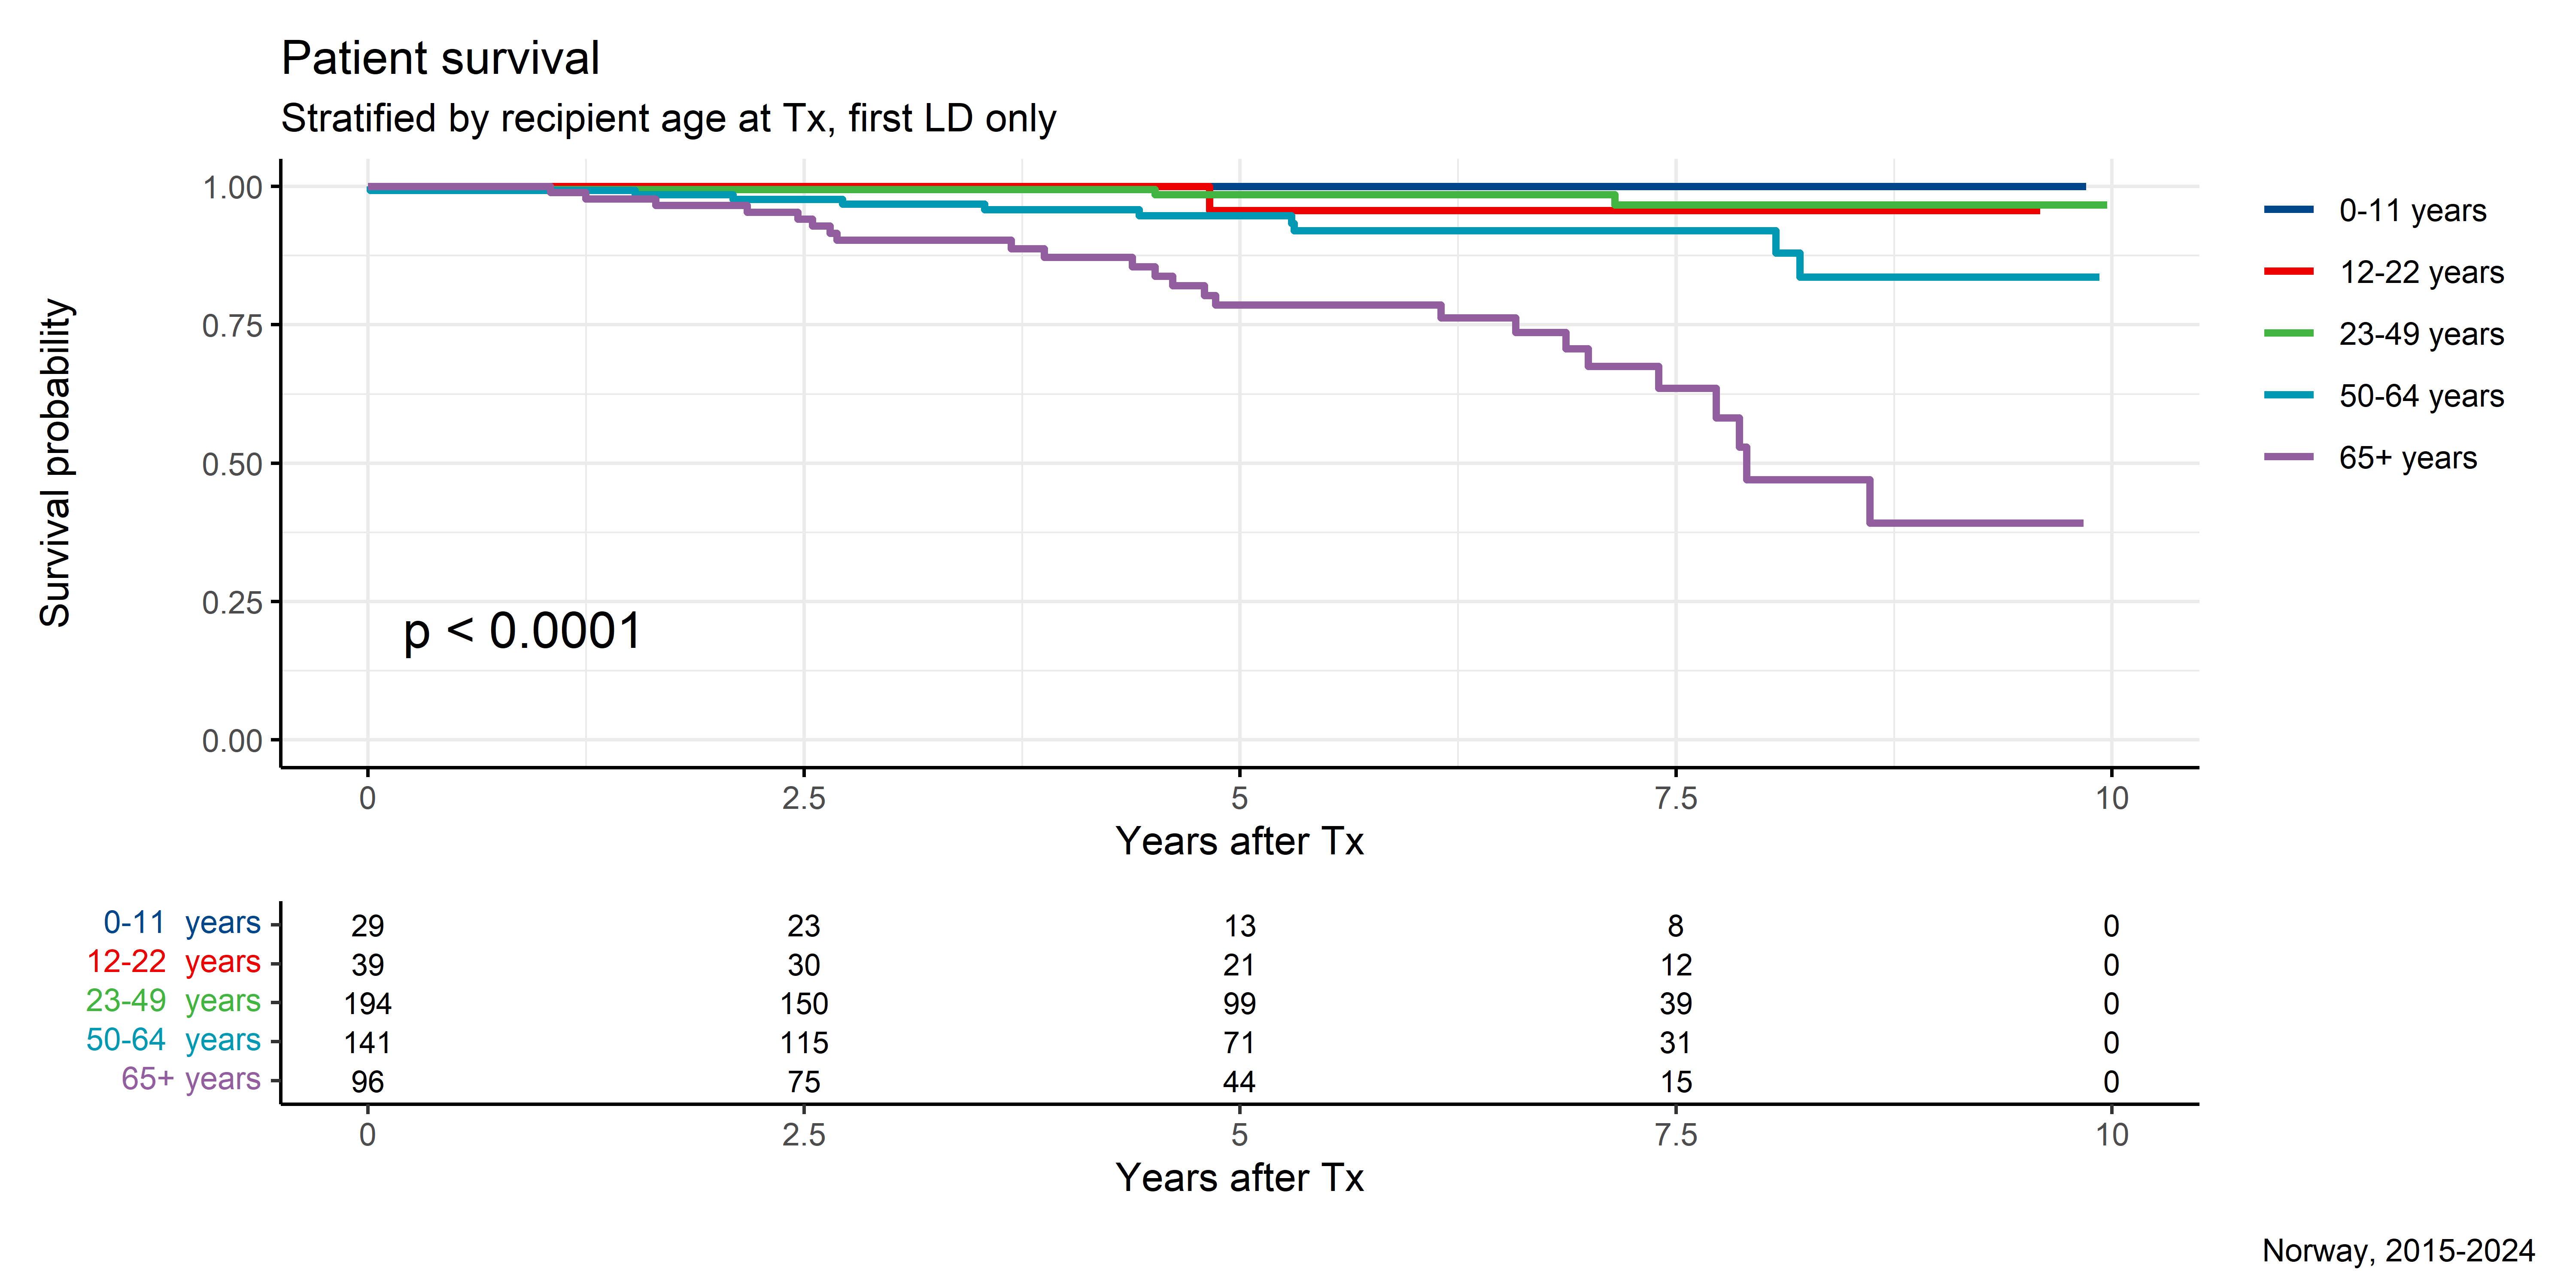 Patient survival
Stratified by recipient age at Tx, first LD only
Survival probability
1.00
0.75
0.50
0.25
0.00
p < 0.0001
0 2.5 5 7.5 10
Years after Tx
0-11 years
12-22 years
23-49 years
50-64 years
65+ years
0-11 years 29 23 13 8 0
12-22 years 39 30 21 12 0
23-49 years 194 150 99 39 0
50-64 years 141 115 71 31 0
65+ years 96 75 44 15 0
0 2.5 5 7.5 10
Years after Tx
Norway, 2015-2024